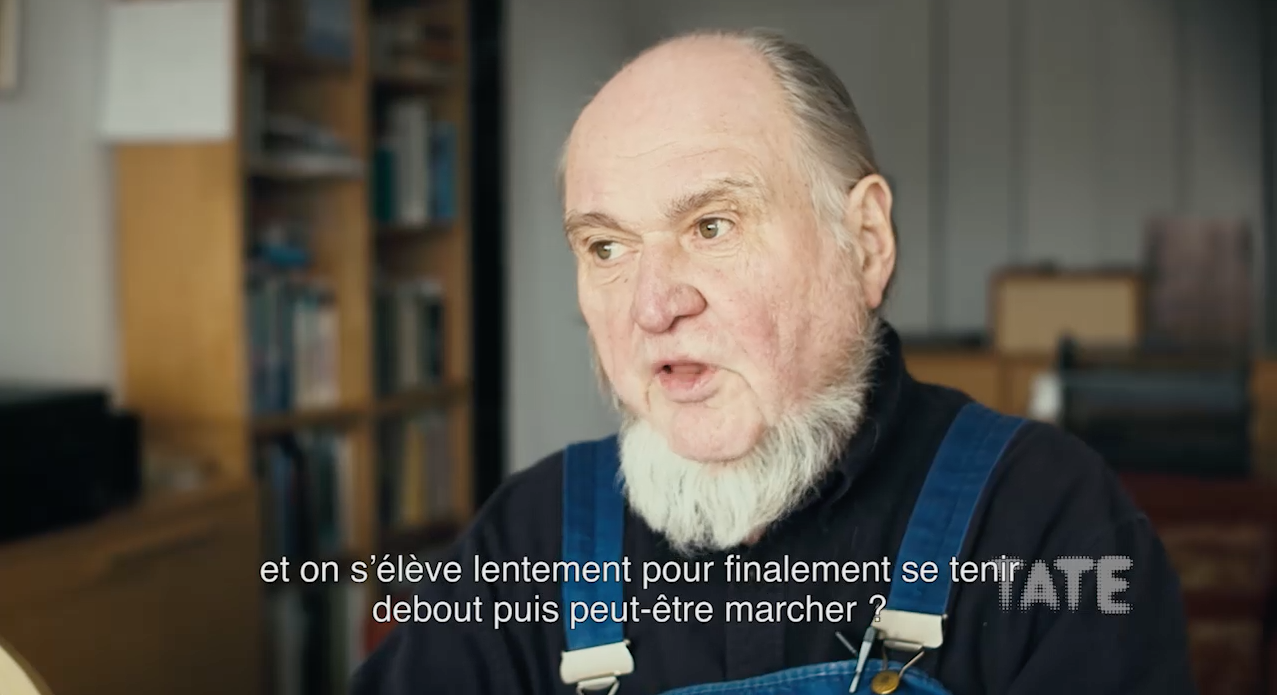 et on s’élève lentement pour finalement se tenir
debout puis peut-être marcher ?
TATE